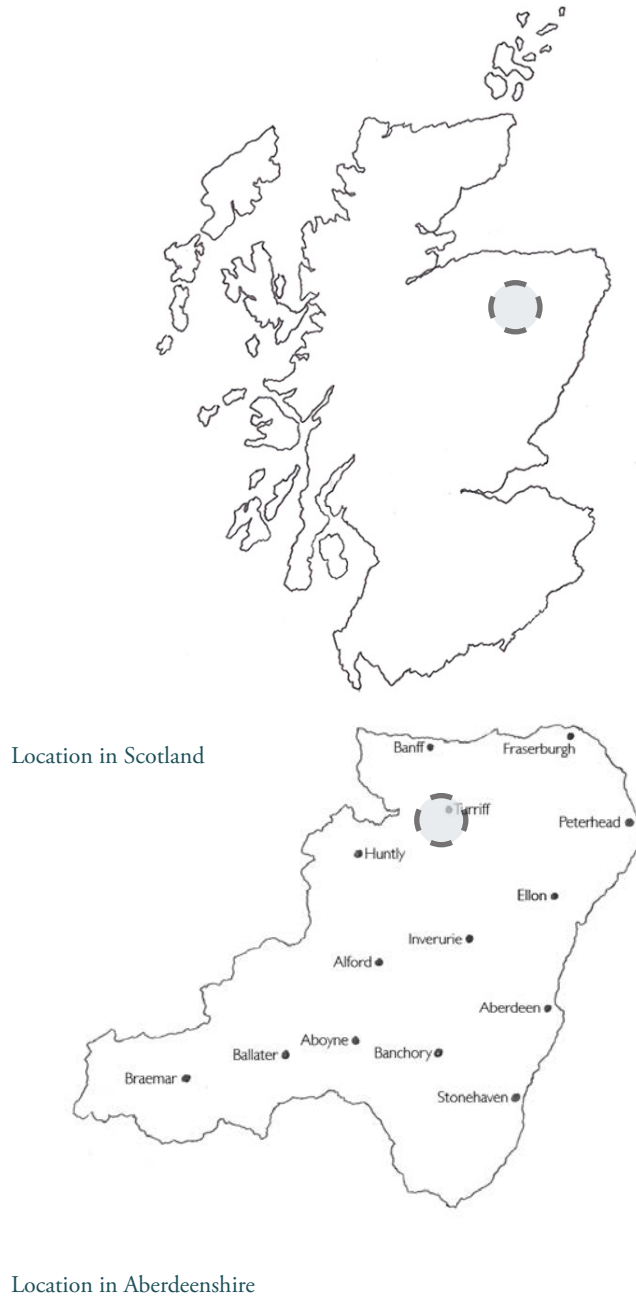 Location in Scotland
Banff
Fraserburgh
Turriff
Peterhead
Huntly
Ellon
Inverurie
Alford
Aberdeen
Aboyne
Ballater
Banchory
Braemar
Stonehaven
Location in Aberdeenshire